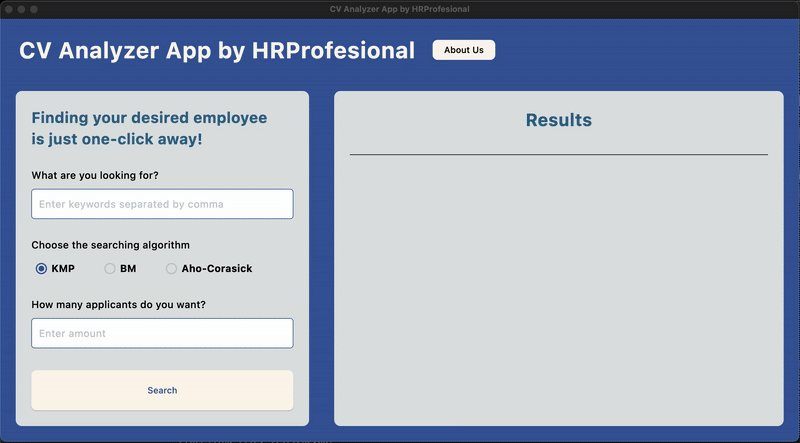 CV Analyzer App by HRProfesional
CV Analyzer App by HRProfesional
About Us
Finding your desired employee
is just one-click away!
What are you looking for?
Enter keywords separated by comma
Choose the searching algorithm
KMP
BM
Aho-Corasick
How many applicants do you want?
Enter amount
Search
Results